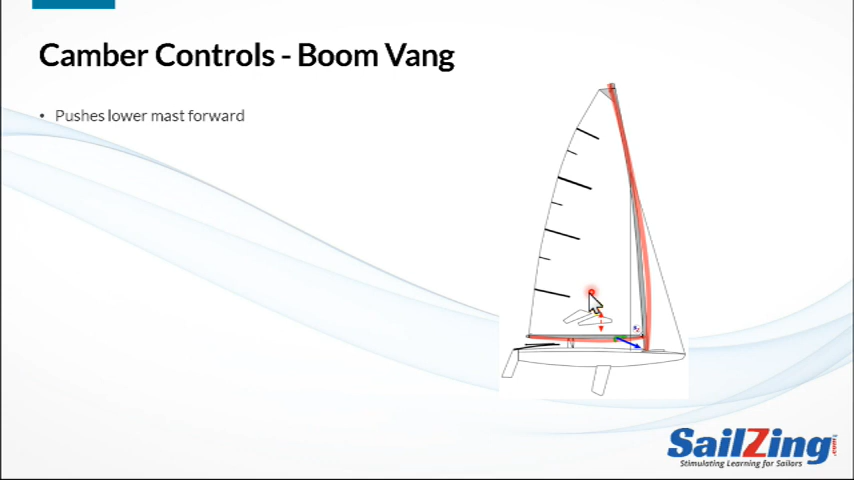 Camber Controls - Boom Vang
• Pushes lower mast forward
SailZing.com
Stimulating Learning for Sailors